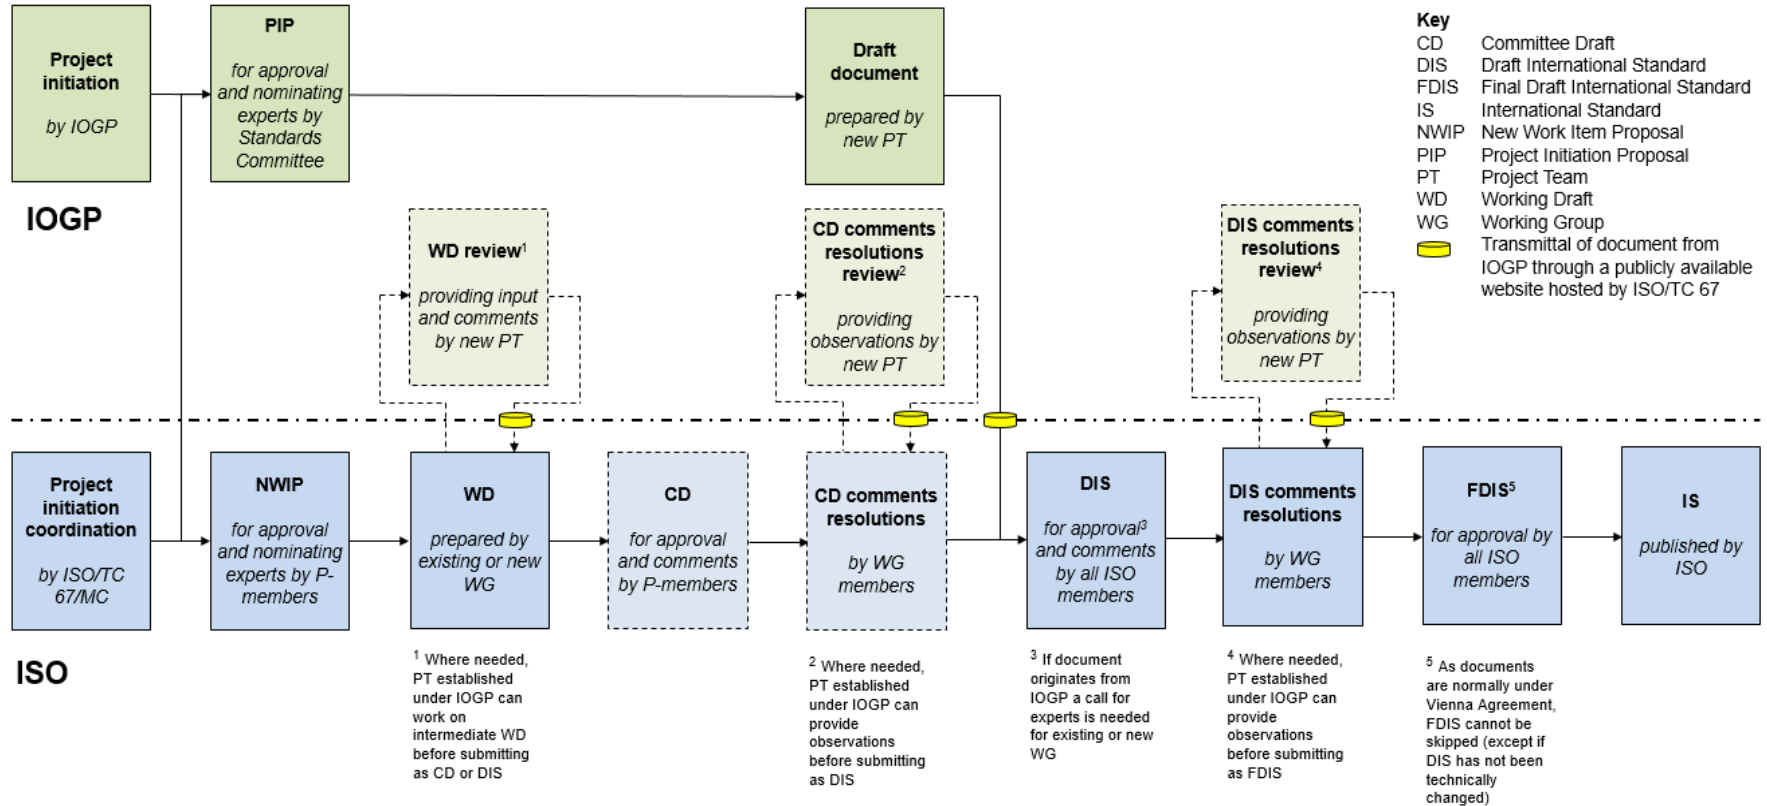 Project
initiation
by IOGP
PIP
for approval
and nominating
experts by
Standards
Committee
Draft
document
prepared by
new PT
Key
CD Committee Draft
DIS Draft International Standard
FDIS Final Draft International Standard
IS International Standard
NWIP New Work Item Proposal
PIP Project Initiation Proposal
PT Project Team
WD Working Draft
WG Working Group
Transmittal of document from
IOGP through a publicly available
website hosted by ISO/TC 67
IOGP
WD review¹
providing input
and comments
by new PT
CD comments
resolutions
review²
providing
observations by
new PT
DIS comments
resolutions
review⁴
providing
observations by
new PT
Project
initiation
coordination
by ISO/TC
67/MC
NWIP
for approval
and nominating
experts by P-
members
WD
prepared by
existing or new
WG
CD
for approval
and comments
by P-members
CD comments
resolutions
by WG
members
DIS
for approval³
and comments
by all ISO
members
DIS comments
resolutions
by WG
members
FDIS⁵
for approval by
all ISO
members
IS
published by
ISO
ISO
¹ Where needed,
PT established
under IOGP can
work on
intermediate WD
before submitting
as CD or DIS
² Where needed,
PT established
under IOGP can
provide
observations
before submitting
as DIS
³ If document
originates from
IOGP a call for
experts is needed
for existing or new
WG
⁴ Where needed,
PT established
under IOGP can
provide
observations
before submitting
as FDIS
⁵ As documents
are normally under
Vienna Agreement,
FDIS cannot be
skipped (except if
DIS has not been
technically
changed)